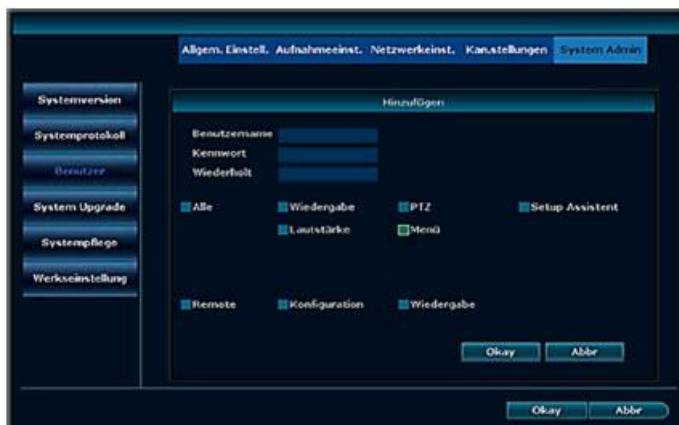 Allgem. Einstell. Aufnahmeeinst. Netzwerkeinst. Kan.stellungen System Admin
Systemversion
Systemprotokoll
Benutzer
System Upgrade
Systempflege
Werkseinstellung
Hinzufügen
Benutzername
Kennwort
Wiederholt
Alle Wiedergabe PTZ Setup Assistent
Lautstärke Menü
Remote Konfiguration Wiedergabe
Okay Abbr
Okay Abbr